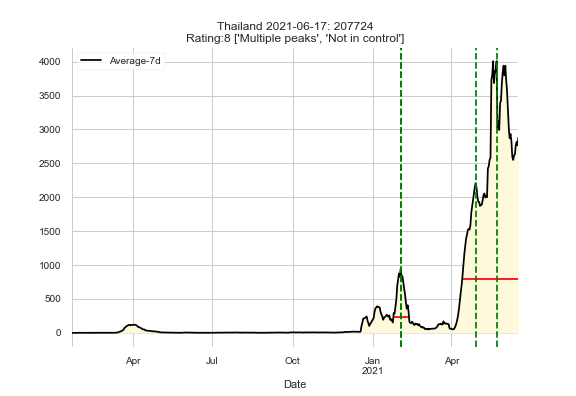 Thailand 2021-06-17: 207724
Rating:8 ['Multiple peaks', 'Not in control']
Average-7d
4000
3500
3000
2500
2000
1500
1000
500
0
Apr Jul Oct Jan Apr
2021
Date